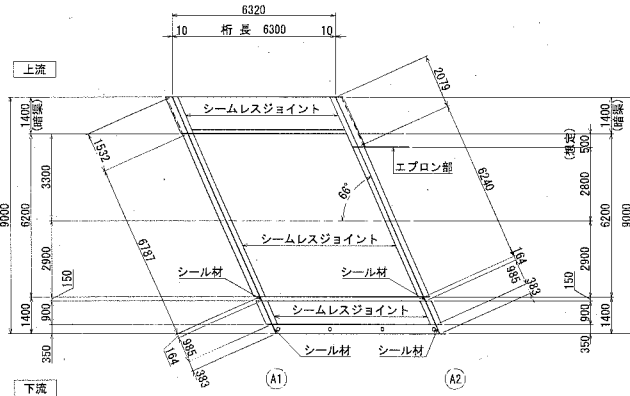 6320
10 桁長 6300 10
上流
1400
(暗渠)
9000
6200
1400
3300
2900
150
900
350
1532
6787
164
985
383
シームレスジョイント
2079
6240
エプロン部
66°
シームレスジョイント
シール材
シール材
シームレスジョイント
シール材
シール材
164
985
383
1400
(暗渠)
(想定)
500
2800
2900
150
900
350
6200
1400
9000
下流
A1
A2